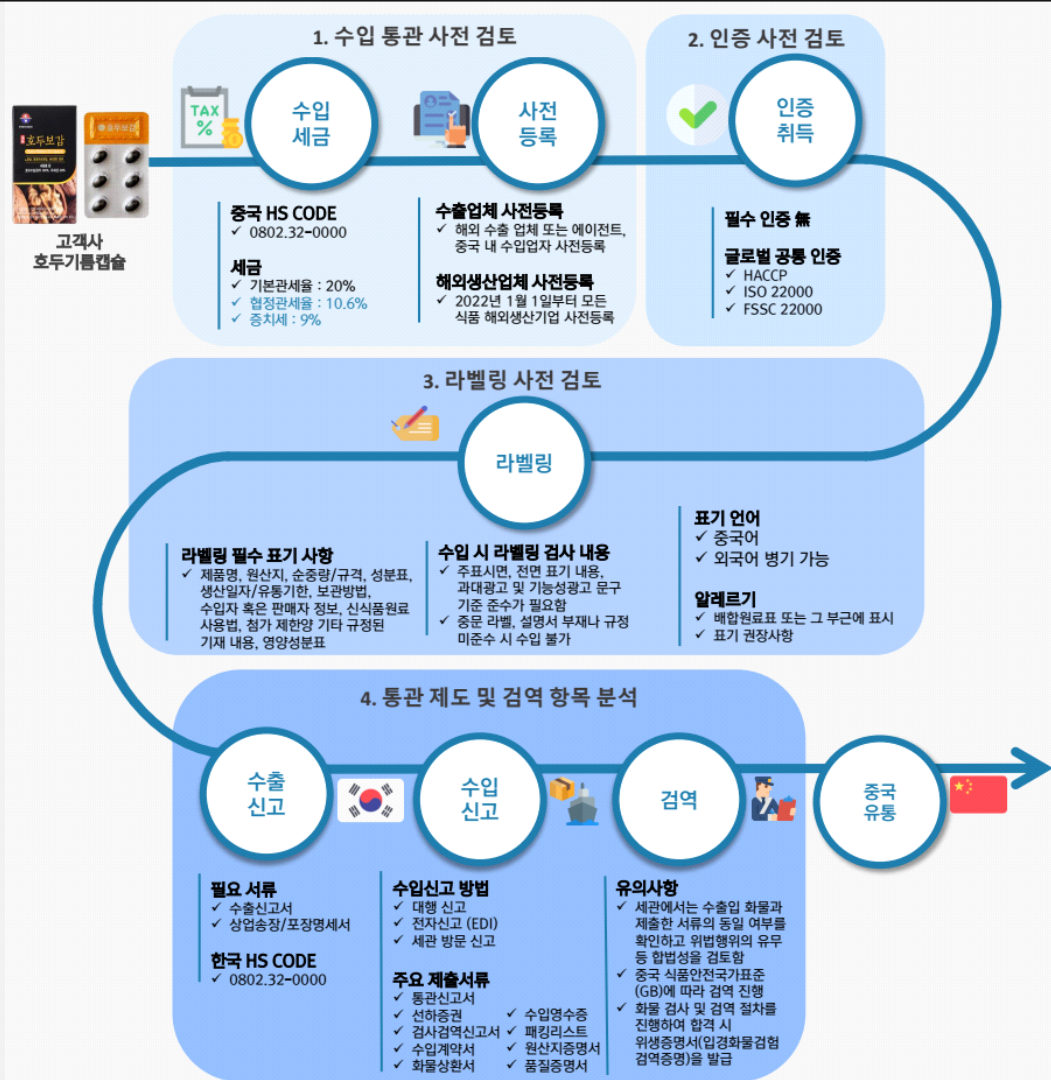 1. 수입 통관 사전 검토
2. 인증 사전 검토
TAX
%
수입
세금
사전
등록
인증
취득
호두보감
호두보감
고객사
호두기름캡슐
중국 HS CODE
✓ 0802.32-0000
세금
✓ 기본관세율 : 20%
✓ 협정관세율 : 10.6%
✓ 증치세 : 9%
수출업체 사전등록
✓ 해외 수출 업체 또는 에이전트,
중국 내 수입업자 사전등록
해외생산업체 사전등록
✓ 2022년 1월 1일부터 모든
식품 해외생산기업 사전등록
필수 인증 無
글로벌 공통 인증
✓ HACCP
✓ ISO 22000
✓ FSSC 22000
3. 라벨링 사전 검토
라벨링
라벨링 필수 표기 사항
✓ 제품명, 원산지, 순중량/규격, 성분표,
생산일자/유통기한, 보관방법,
수입자 혹은 판매자 정보, 신식품원료
사용법, 첨가 제한양 기타 규정된
기재 내용, 영양성분표
수입 시 라벨링 검사 내용
✓ 주표시면, 전면 표기 내용,
과대광고 및 기능성광고 문구
기준 준수가 필요함
✓ 중문 라벨, 설명서 부재나 규정
미준수 시 수입 불가
표기 언어
✓ 중국어
✓ 외국어 병기 가능
알레르기
✓ 배합원료표 또는 그 부근에 표시
✓ 표기 권장사항
4. 통관 제도 및 검역 항목 분석
수출
신고
수입
신고
검역
중국
유통
필요 서류
✓ 수출신고서
✓ 상업송장/포장명세서
한국 HS CODE
✓ 0802.32-0000
수입신고 방법
✓ 대행 신고
✓ 전자신고 (EDI)
✓ 세관 방문 신고
주요 제출서류
✓ 통관신고서
✓ 선하증권
✓ 검사검역신고서
✓ 수입계약서
✓ 화물상환서
✓ 수입영수증
✓ 패킹리스트
✓ 원산지증명서
✓ 품질증명서
유의사항
✓ 세관에서는 수출입 화물과
제출한 서류의 동일 여부를
확인하고 위법행위의 유무
등 합법성을 검토함
✓ 중국 식품안전국가표준
(GB)에 따라 검역 진행
✓ 화물 검사 및 검역 절차를
진행하여 합격 시
위생증명서(입경화물검험
검역증명)을 발급